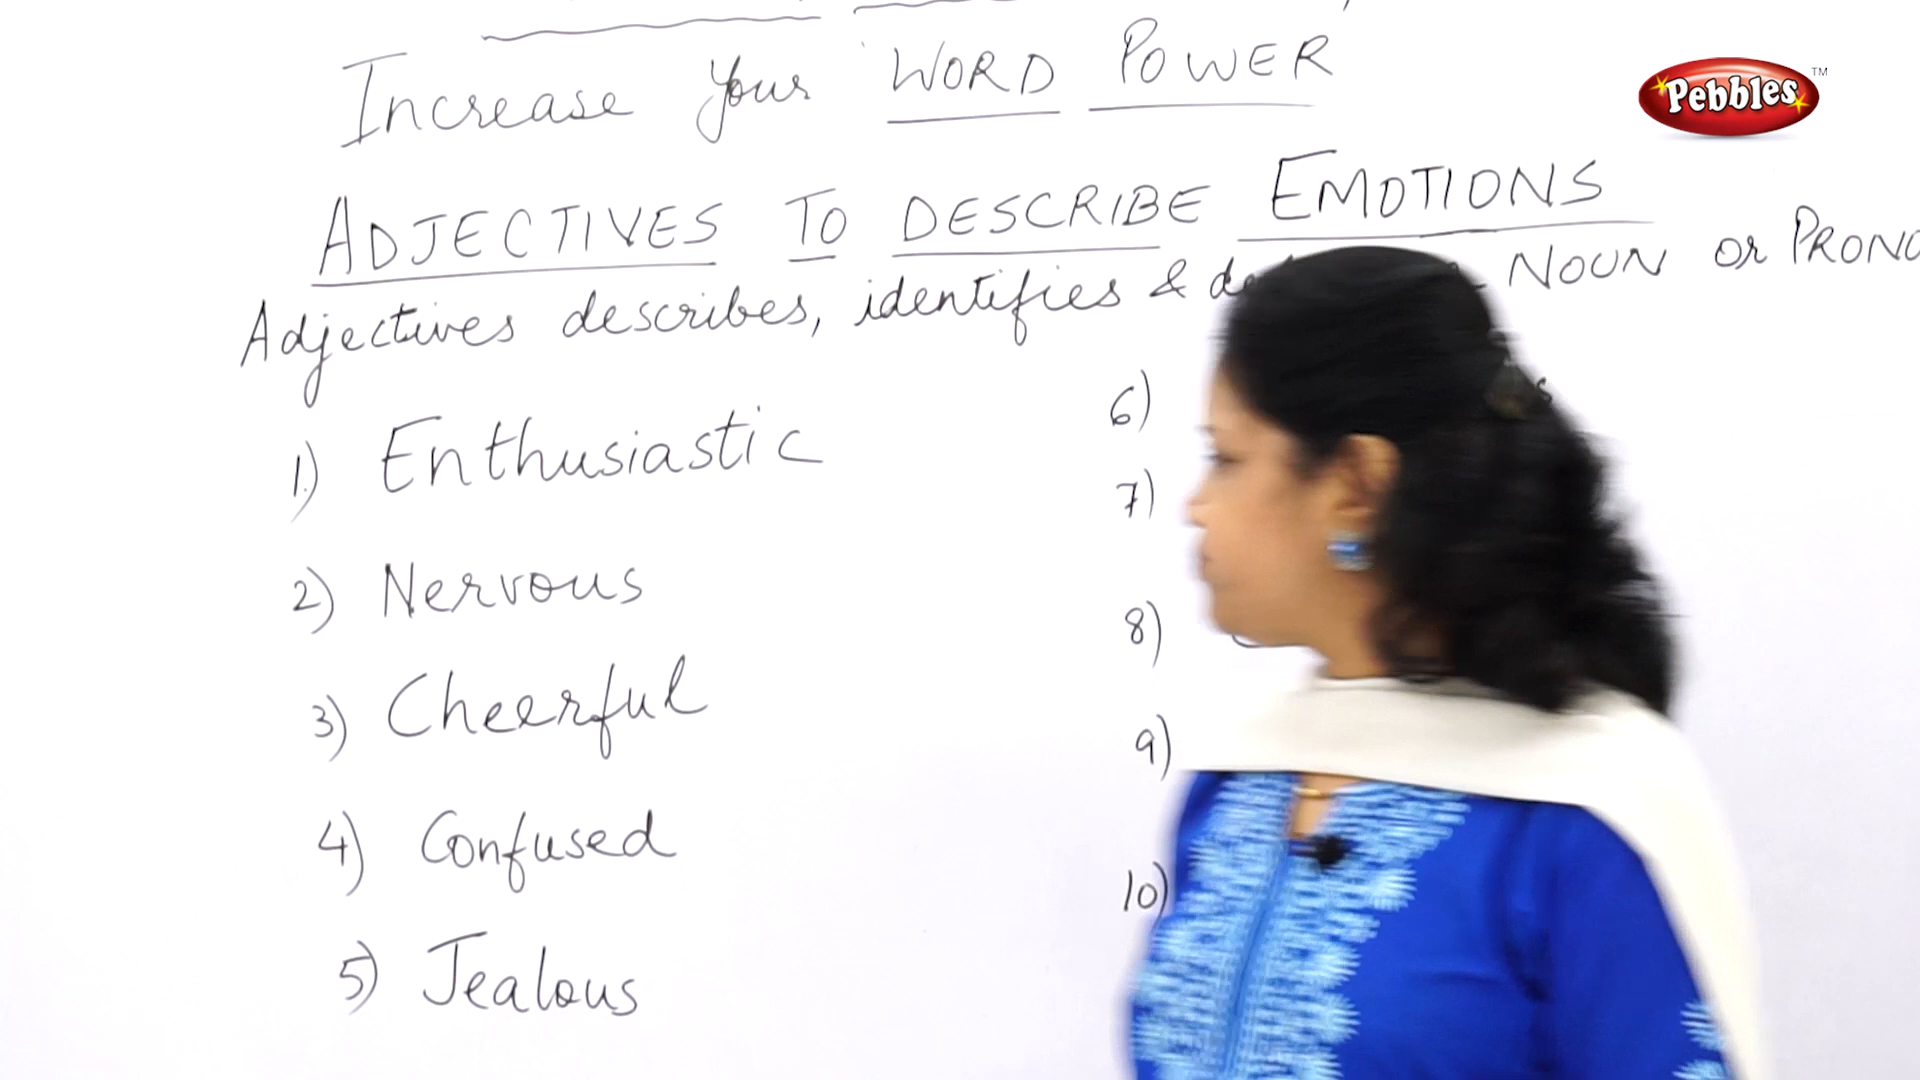 Increase Your WORD POWER
Pebbles™
ADJECTIVES TO DESCRIBE EMOTIONS
Adjectives describes, identifies & NOUN or
1) Enthusiastic
2) Nervous
3) Cheerful
4) Confused
5) Jealous
6)
7)
8)
9)
10)